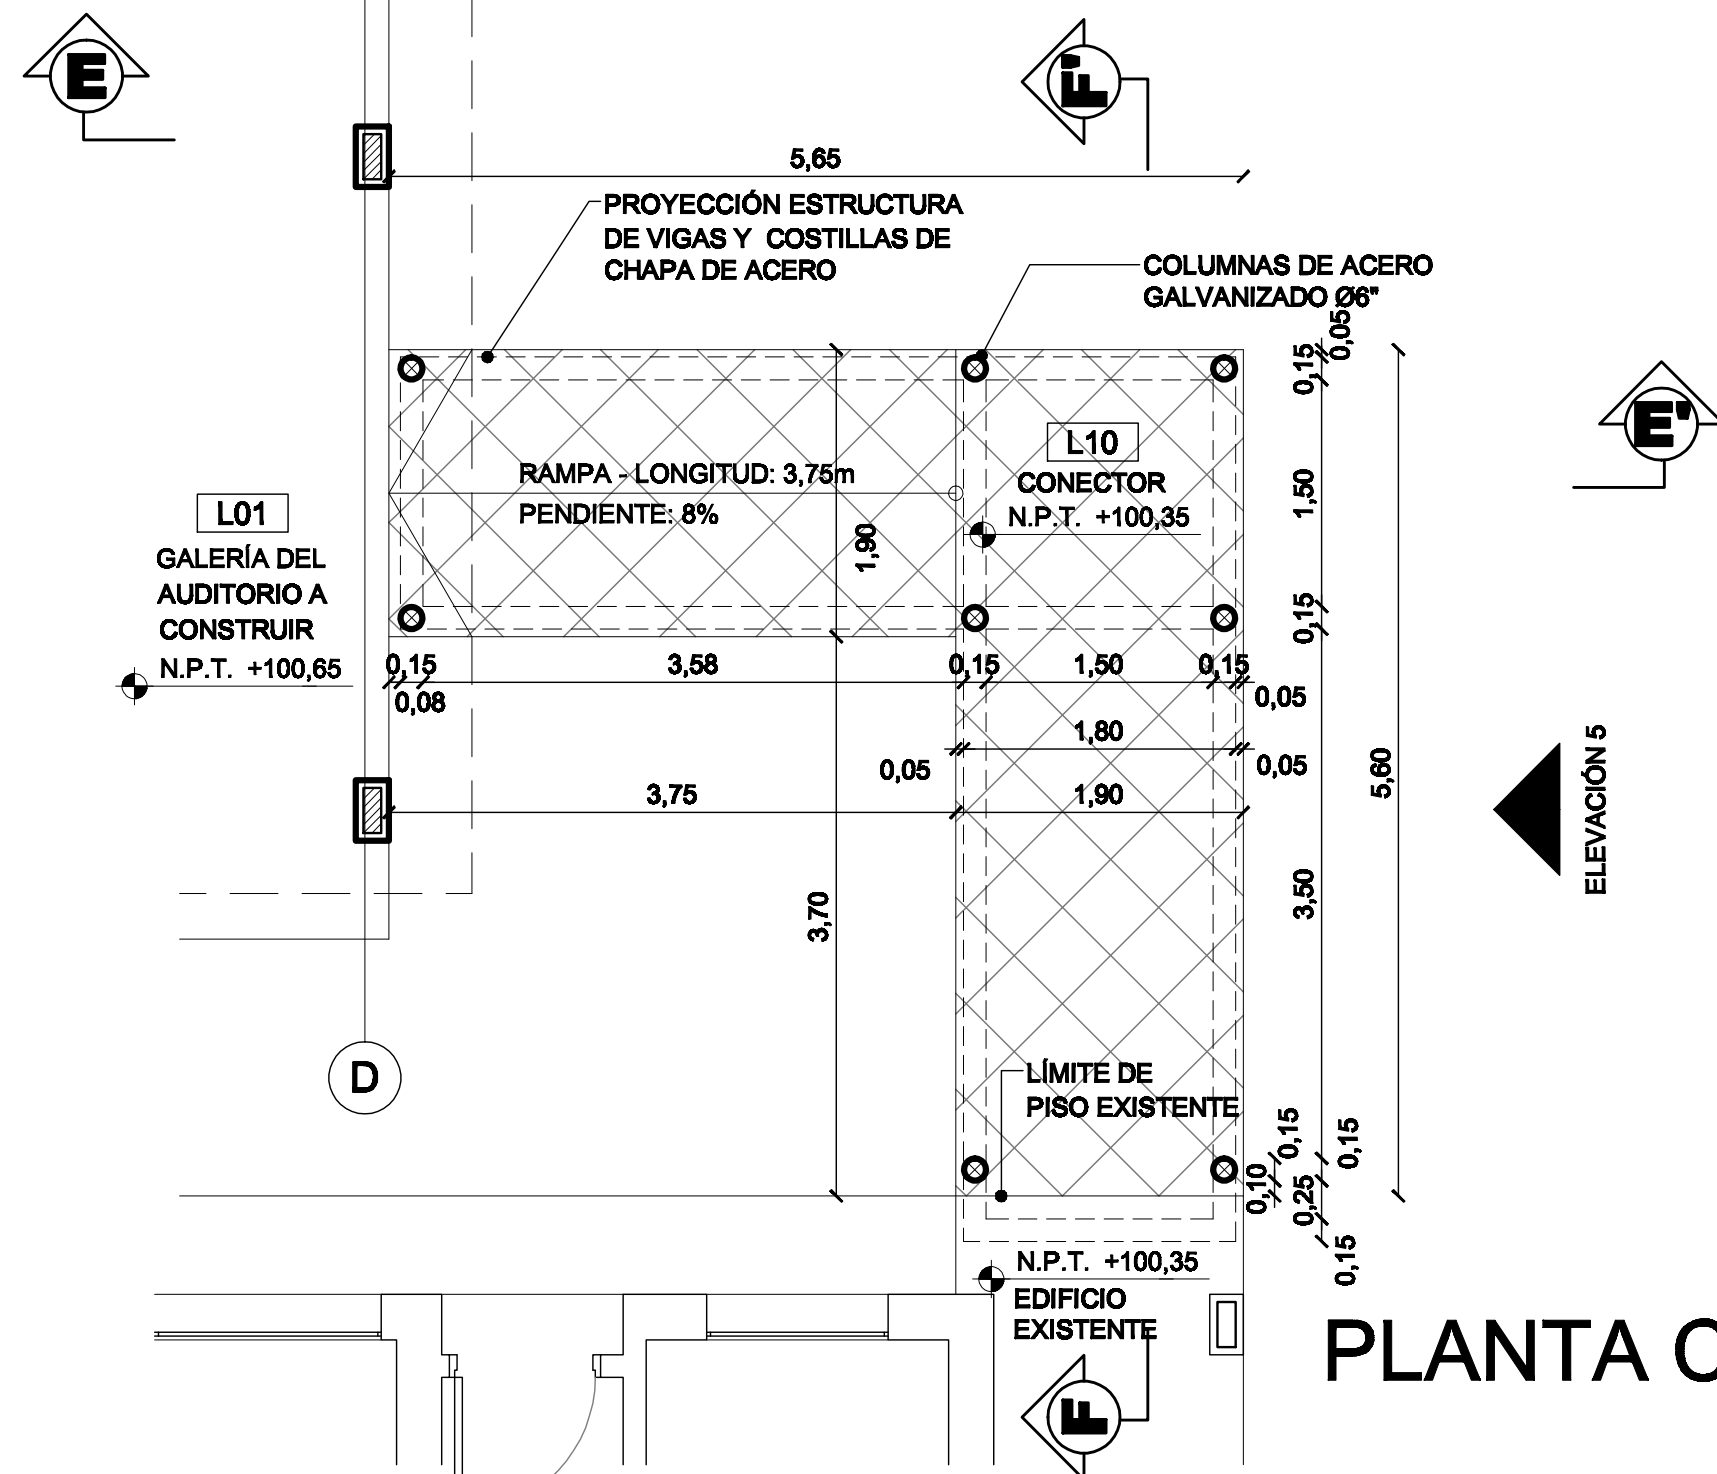 E
F'
5,65
PROYECCIÓN ESTRUCTURA
DE VIGAS Y COSTILLAS DE
CHAPA DE ACERO
COLUMNAS DE ACERO
GALVANIZADO Ø6"
0,05
0,15
E'
L10
CONECTOR
N.P.T. +100,35
RAMPA - LONGITUD: 3,75m
PENDIENTE: 8%
1,90
1,50
L01
GALERÍA DEL
AUDITORIO A
CONSTRUIR
N.P.T. +100,65
0,15
0,15 3,58 0,15 1,50 0,15
0,08
0,05
1,80
0,05
0,05
3,75 1,90
5,60
ELEVACIÓN 5
3,70
3,50
D
LÍMITE DE
PISO EXISTENTE
0,15
0,15
0,10
0,25
0,15
N.P.T. +100,35
EDIFICIO
EXISTENTE
PLANTA C
F